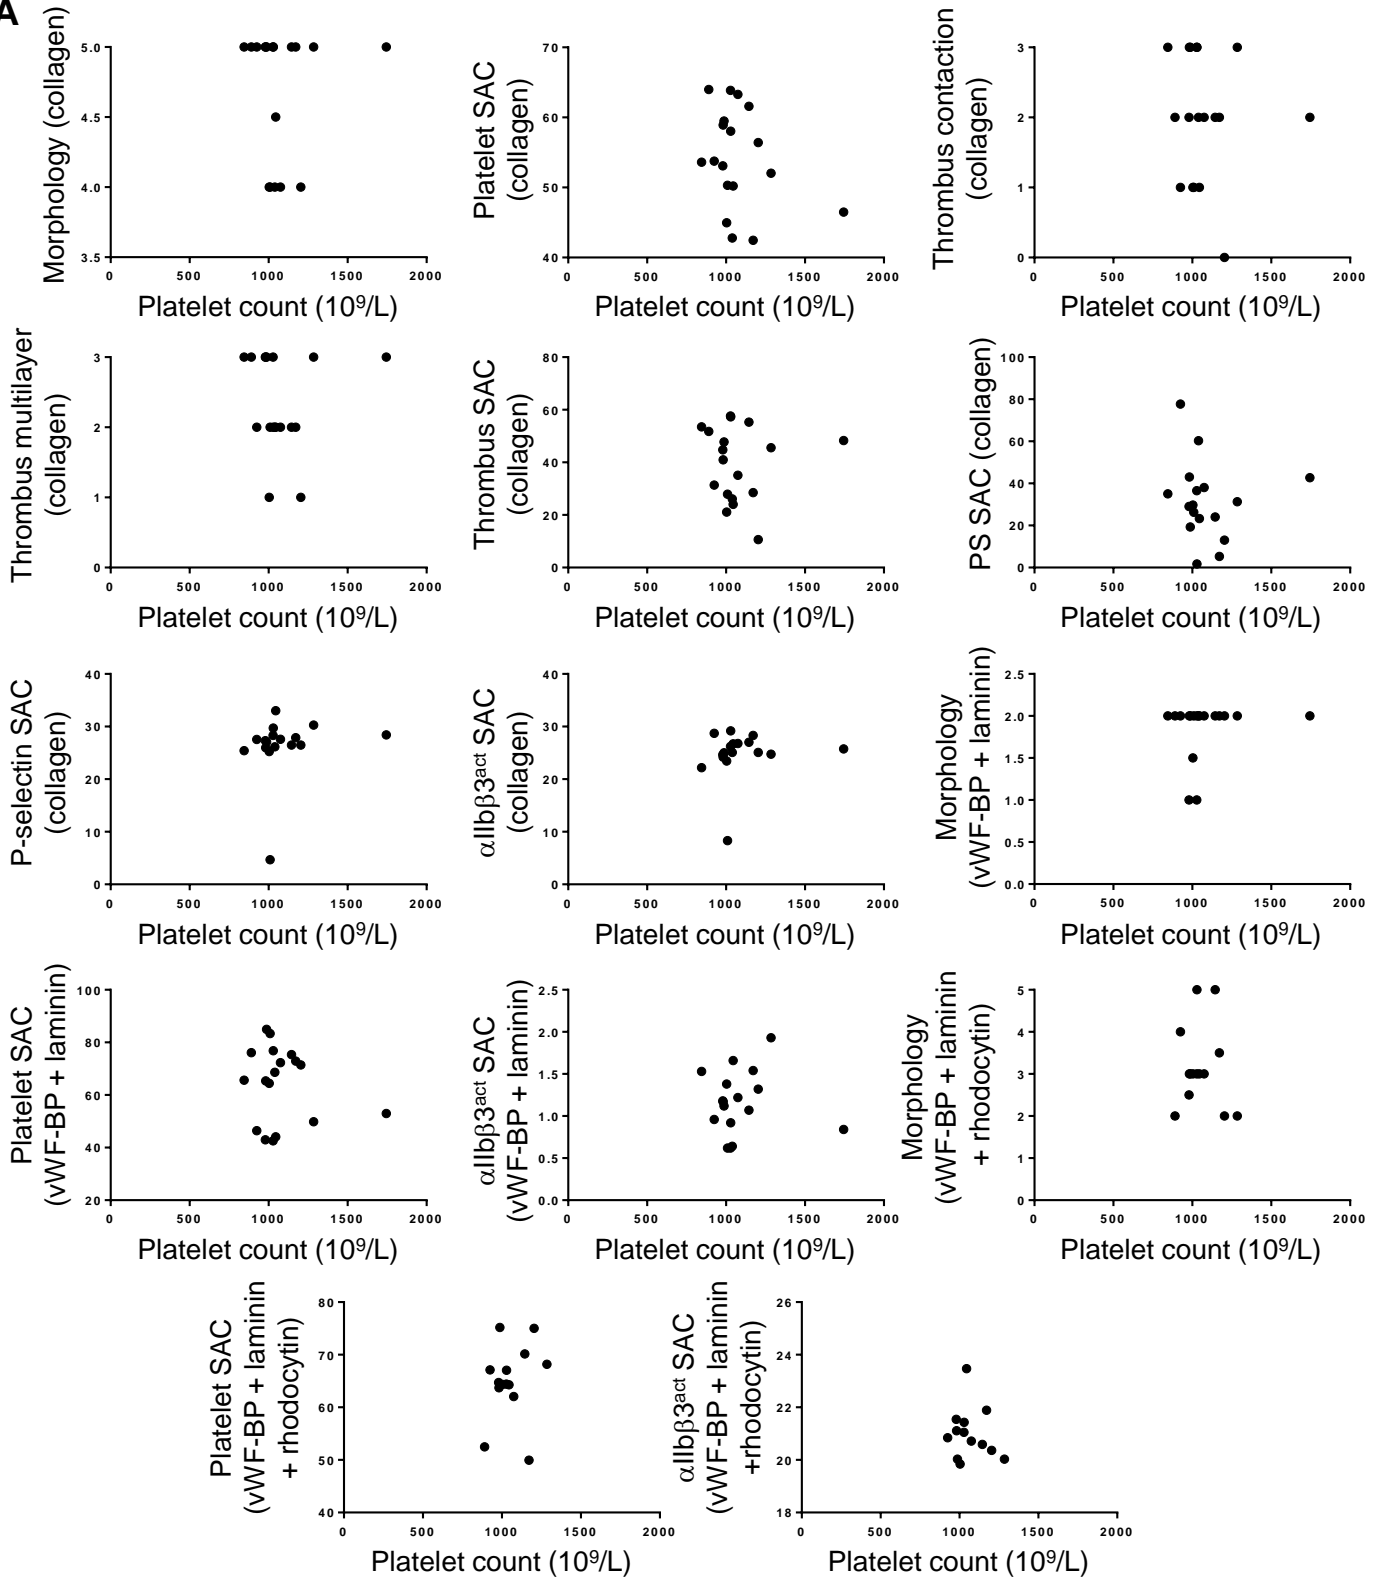 A
Morphology (collagen)
5.0
4.5
4.0
3.5
0 500 1000 1500 2000
Platelet count (10⁹/L)
Platelet SAC
(collagen)
70
60
50
40
0 500 1000 1500 2000
Platelet count (10⁹/L)
Thrombus contaction
(collagen)
3
2
1
0
0 500 1000 1500 2000
Platelet count (10⁹/L)
Thrombus multilayer
(collagen)
3
2
1
0
0 500 1000 1500 2000
Platelet count (10⁹/L)
Thrombus SAC
(collagen)
80
60
40
20
0
0 500 1000 1500 2000
Platelet count (10⁹/L)
PS SAC (collagen)
100
80
60
40
20
0
0 500 1000 1500 2000
Platelet count (10⁹/L)
P-selectin SAC
(collagen)
40
30
20
10
0
0 500 1000 1500 2000
Platelet count (10⁹/L)
αIIbβ3ᵃᶜᵗ SAC
(collagen)
40
30
20
10
0
0 500 1000 1500 2000
Platelet count (10⁹/L)
Morphology
(vWF-BP + laminin)
2.5
2.0
1.5
1.0
0.5
0.0
0 500 1000 1500 2000
Platelet count (10⁹/L)
Platelet SAC
(vWF-BP + laminin)
100
80
60
40
20
0 500 1000 1500 2000
Platelet count (10⁹/L)
αIIbβ3ᵃᶜᵗ SAC
(vWF-BP + laminin)
2.5
2.0
1.5
1.0
0.5
0.0
0 500 1000 1500 2000
Platelet count (10⁹/L)
Morphology
(vWF-BP + laminin
+ rhodocytin)
5
4
3
2
1
0
0 500 1000 1500 2000
Platelet count (10⁹/L)
Platelet SAC
(vWF-BP + laminin
+ rhodocytin)
80
70
60
50
40
0 500 1000 1500 2000
Platelet count (10⁹/L)
αIIbβ3ᵃᶜᵗ SAC
(vWF-BP + laminin
+rhodocytin)
26
24
22
20
18
0 500 1000 1500 2000
Platelet count (10⁹/L)